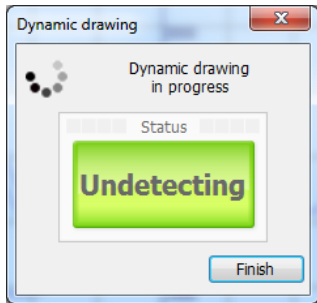 Dynamic drawing
Dynamic drawing
in progress
Status
Undetecting
Finish